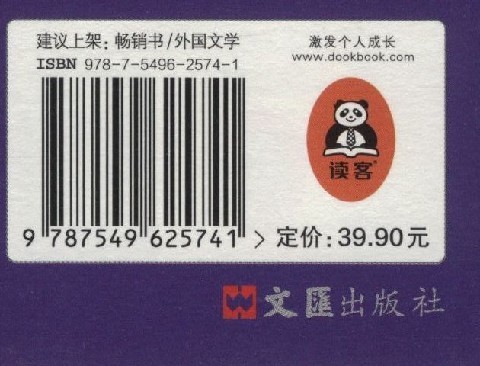 建议上架：畅销书/外国文学
ISBN 978-7-5496-2574-1
激发个人成长
www.dookbook.com
读客®
9 787549 625741 >
定价：39.90元
文匯出版社